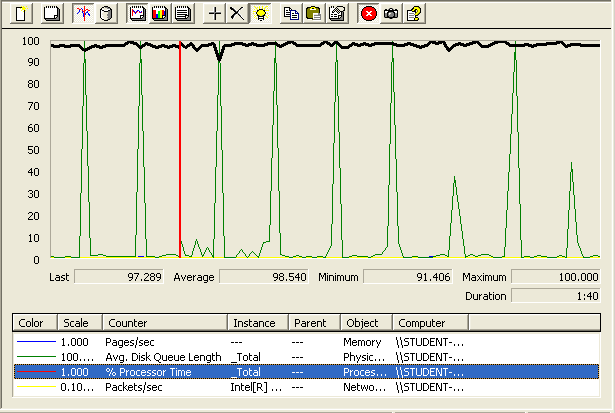 100
90
80
70
60
50
40
30
20
10
0
Last 97.289 Average 98.540 Minimum 91.406 Maximum 100.000
Duration 1:40
Color Scale Counter Instance Parent Object Computer
1.000 Pages/sec --- --- Memory \\STUDENT-...
100.... Avg. Disk Queue Length _Total --- Physic... \\STUDENT-...
1.000 % Processor Time _Total --- Proces... \\STUDENT-...
0.10... Packets/sec Intel[R] ... --- Netwo... \\STUDENT-...